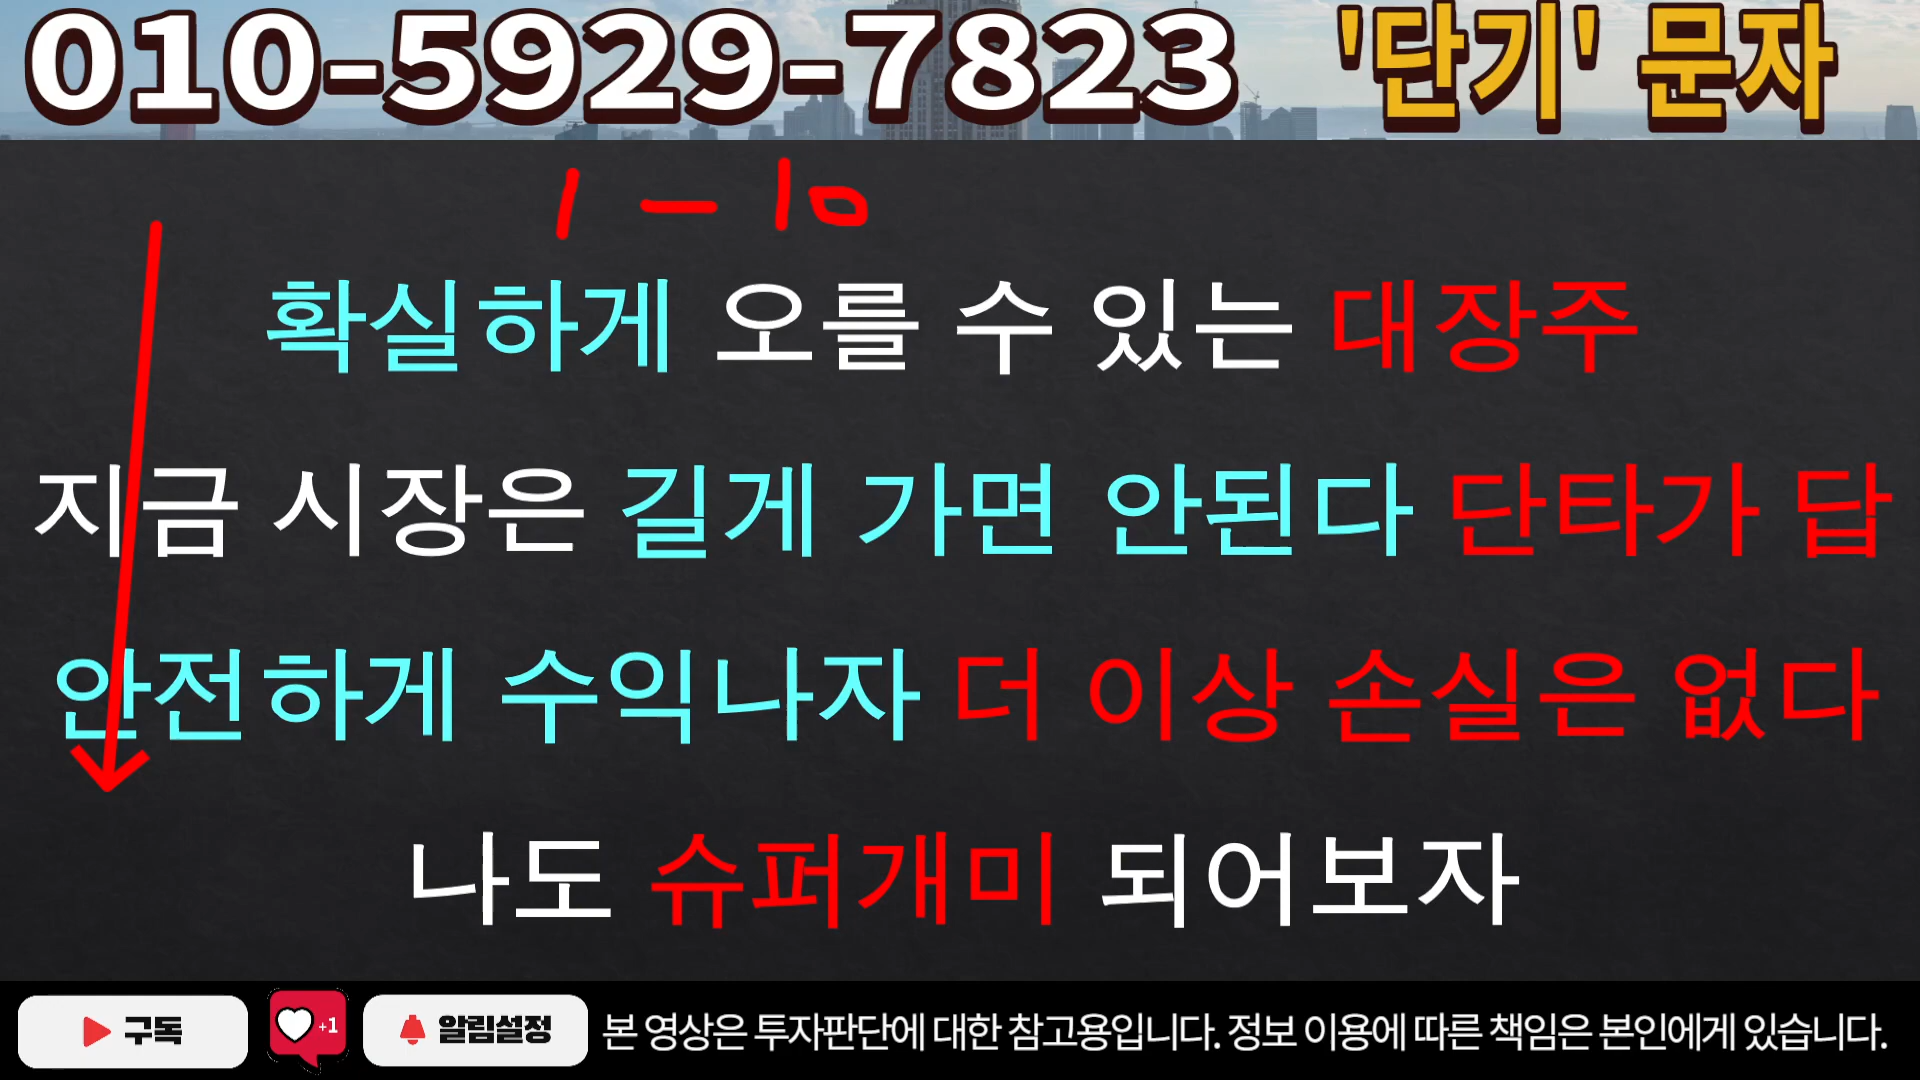 010-5929-7823 '단기' 문자
1 - 10
확실하게 오를 수 있는 대장주
지금 시장은 길게 가면 안된다 단타가 답
안전하게 수익나자 더 이상 손실은 없다
나도 슈퍼개미 되어보자
구독 +1 알림설정 본 영상은 투자판단에 대한 참고용입니다. 정보 이용에 따른 책임은 본인에게 있습니다.